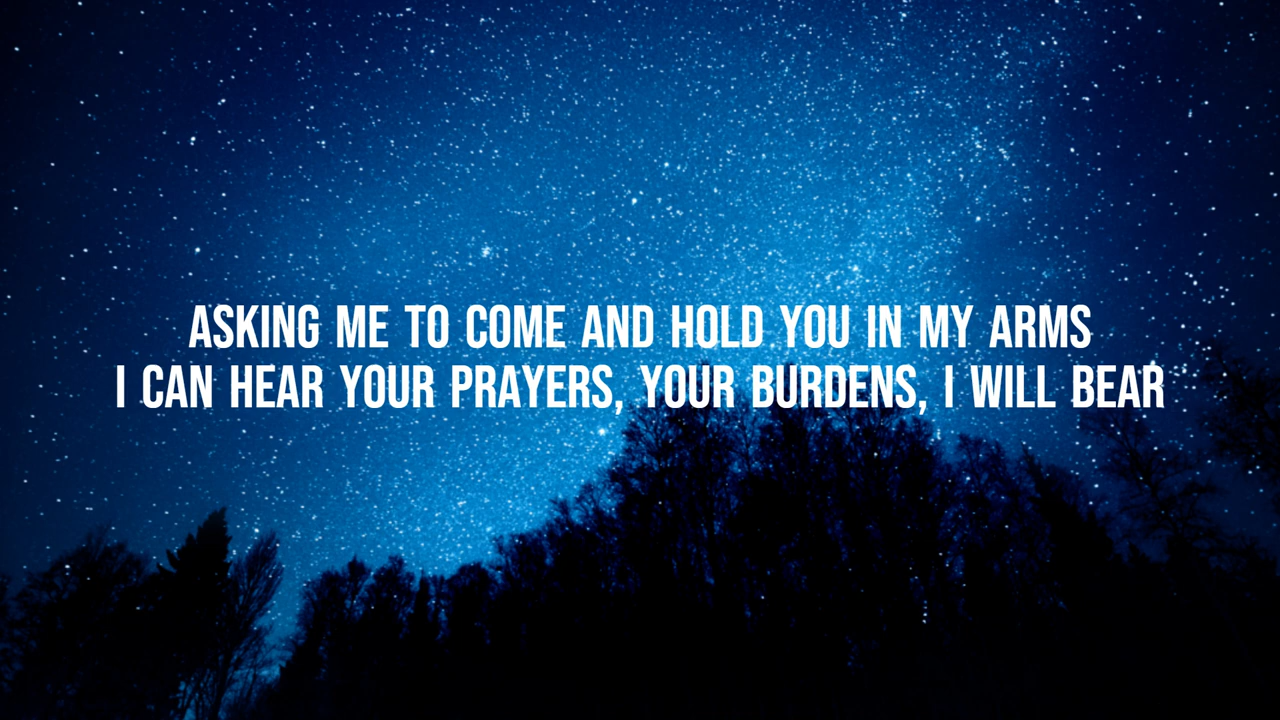 ASKING ME TO COME AND HOLD YOU IN MY ARMS
I CAN HEAR YOUR PRAYERS, YOUR BURDENS, I WILL BEAR